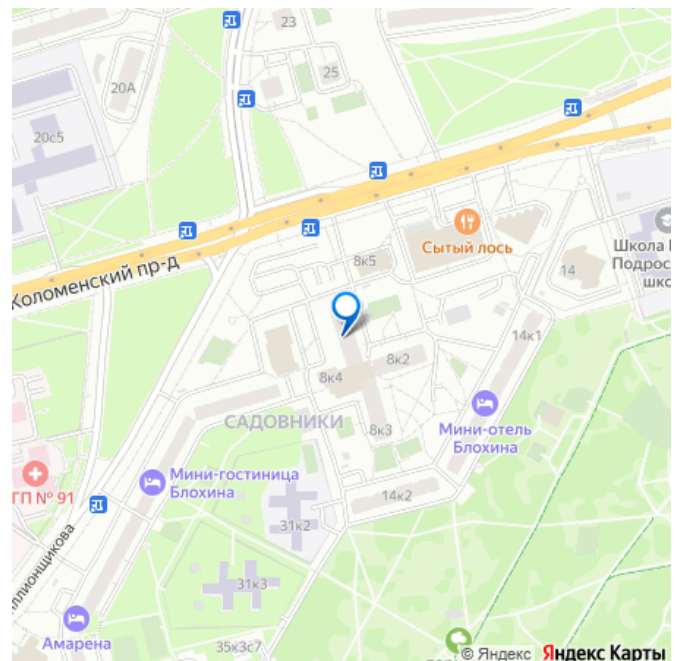 23
25
20А
20с5
Сытый лось
Коломенский пр-д
8к5
14
Школа
Подрос
шко
14к1
8к2
8к4
САДОВНИКИ
8к3
Мини-отель
Блохина
Мини-гостиница
Блохина
ГП № 91
14к2
31к2
ллионщикова
31к3
Амарена
35к3с7
© Яндекс Яндекс Карты